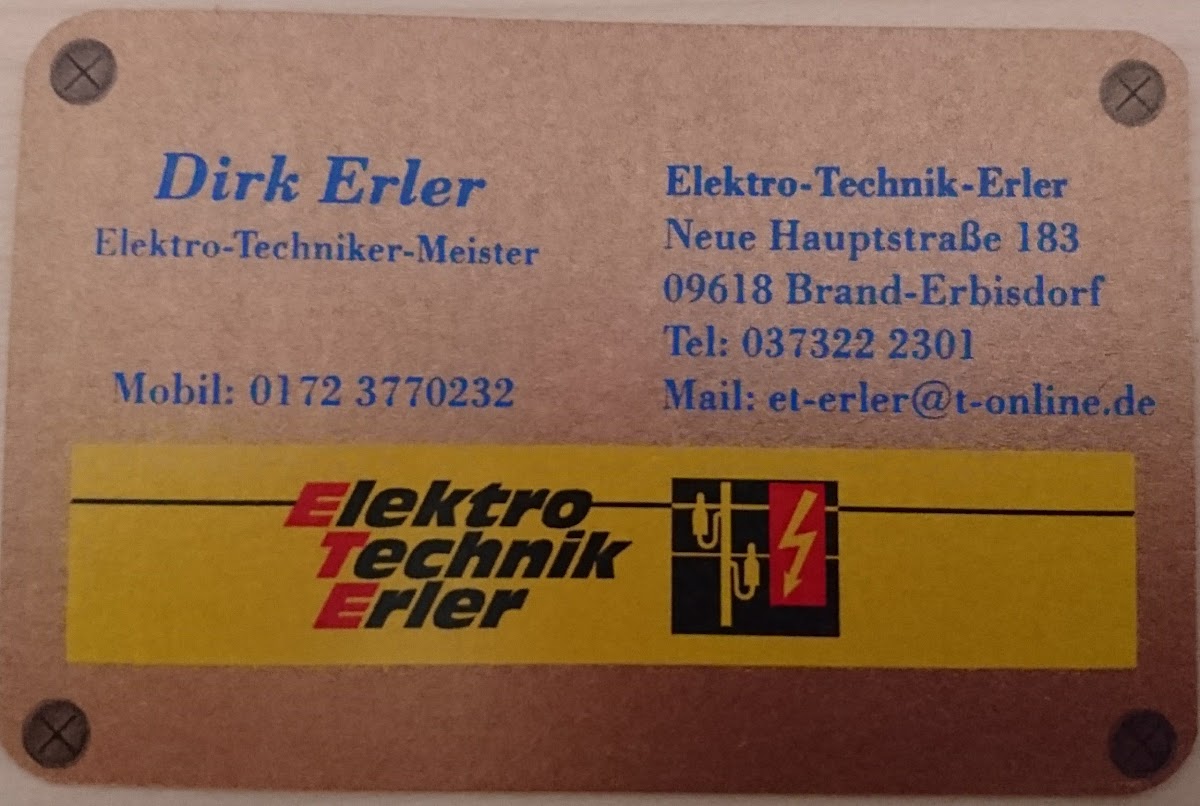 Dirk Erler
Elektro-Techniker-Meister
Mobil: 0172 3770232
Elektro-Technik-Erler
Neue Hauptstraße 183
09618 Brand-Erbisdorf
Tel: 037322 2301
Mail: et-erler@t-online.de
Elektro
Technik
Erler